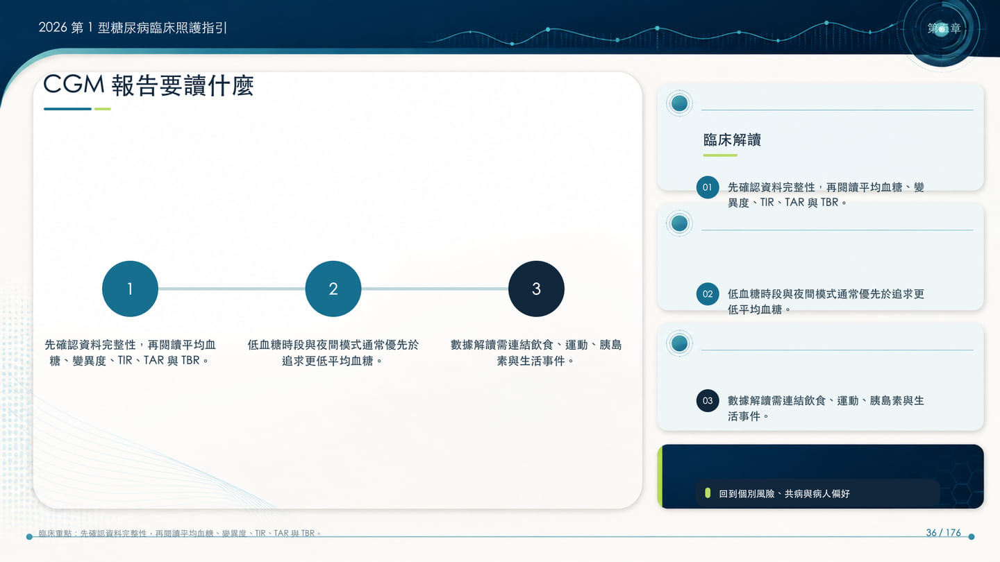 2026 第 1 型糖尿病臨床照護指引
第五章
CGM 報告要讀什麼
1
2
3
先確認資料完整性，再閱讀平均血
糖、變異度、TIR、TAR 與 TBR。
低血糖時段與夜間模式通常優先於
追求更低平均血糖。
數據解讀需連結飲食、運動、胰島
素與生活事件。
臨床解讀
01
先確認資料完整性，再閱讀平均血糖、變
異度、TIR、TAR 與 TBR。
02
低血糖時段與夜間模式通常優先於追求更
低平均血糖。
03
數據解讀需連結飲食、運動、胰島素與生
活事件。
回到個別風險、共病與病人偏好
臨床重點：先確認資料完整性，再閱讀平均血糖、變異度、TIR、TAR 與 TBR。
36 / 176